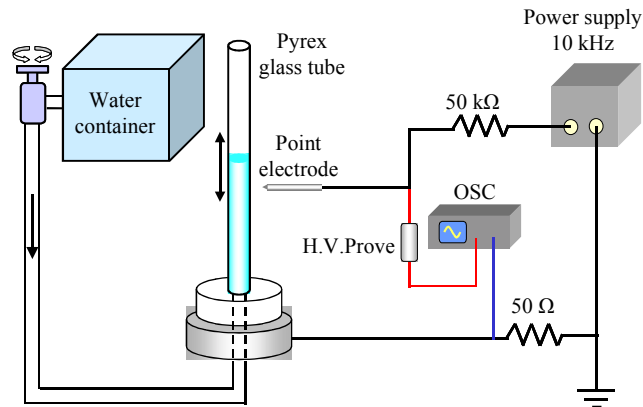 Pyrex
glass tube
Power supply
10 kHz
Water
container
50 kΩ
Point
electrode
OSC
H.V.Prove
50 Ω